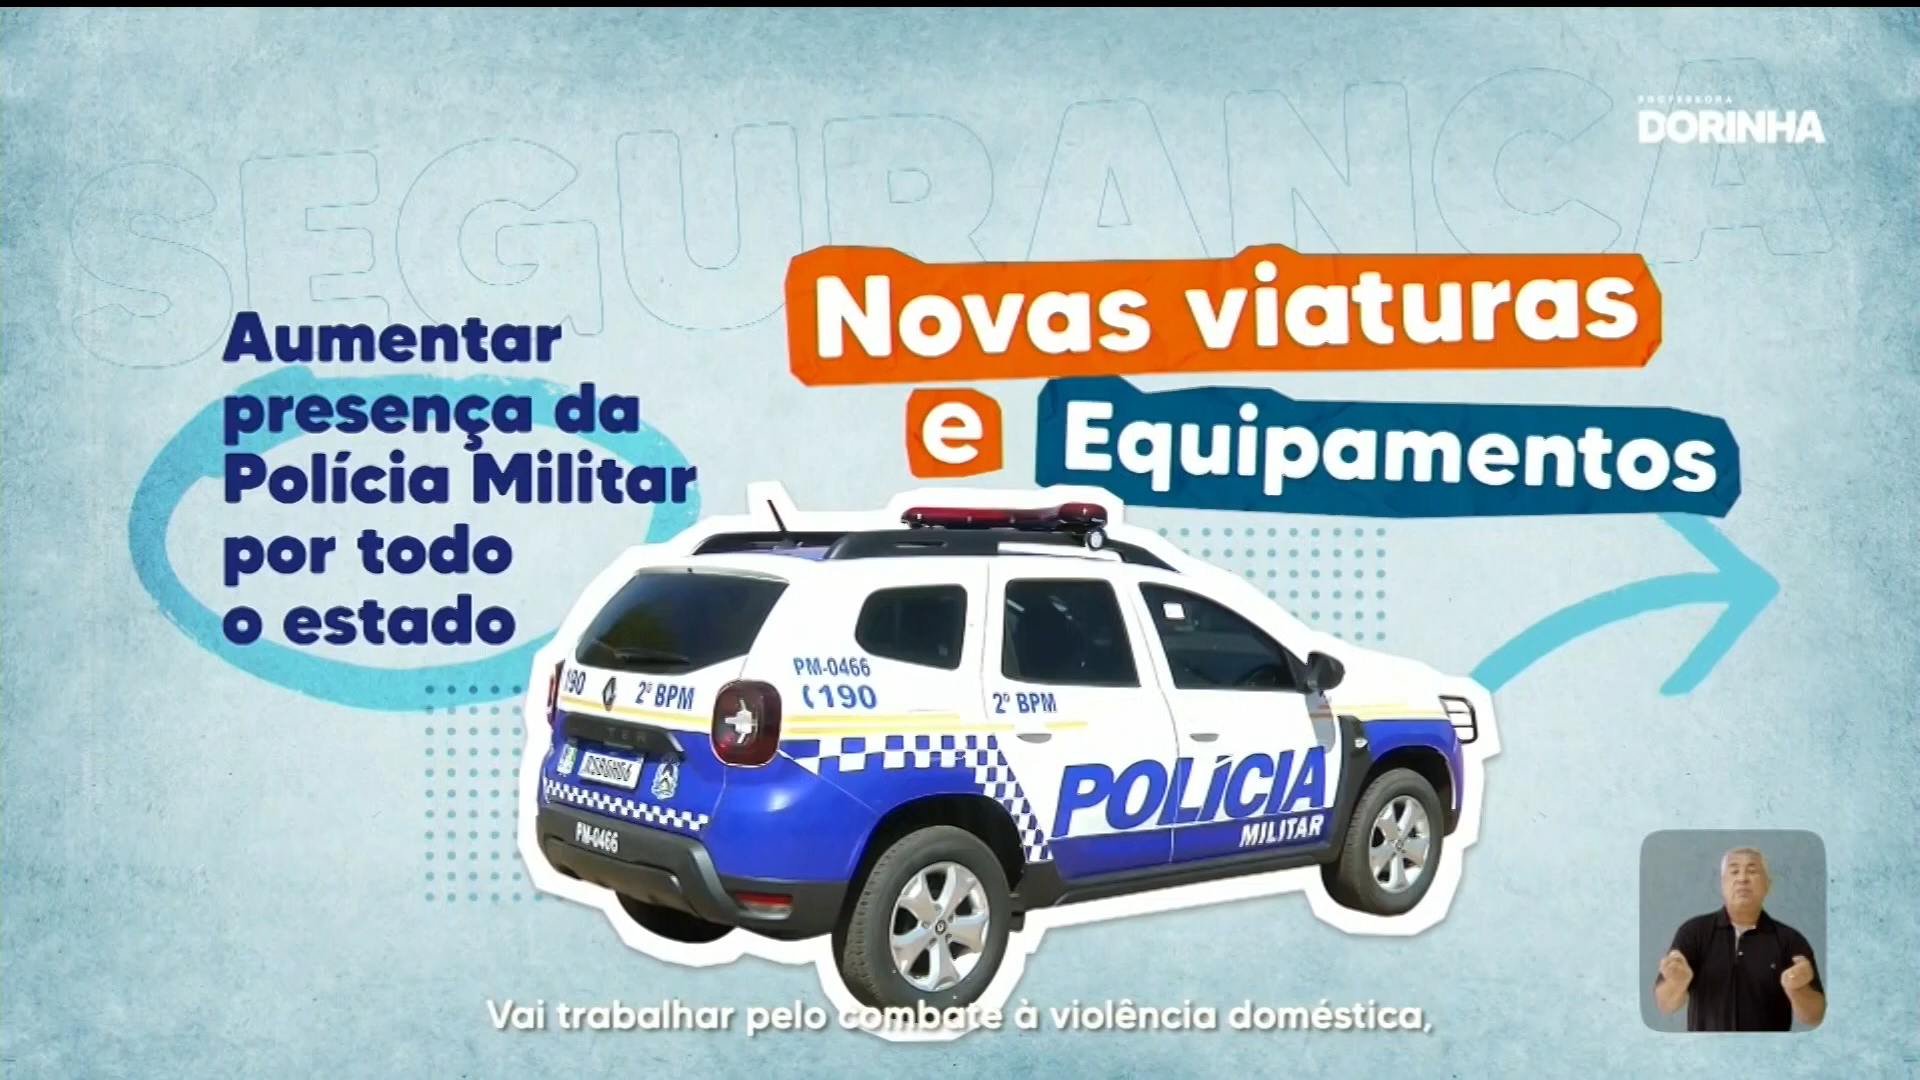 SEGURANÇA
PROFESSORA
DORINHA
Aumentar
presença da
Polícia Militar
por todo
o estado
Novas viaturas
e Equipamentos
PM-0466
190
2º BPM
190
2º BPM
PM-0466
POLÍCIA
MILITAR
Vai trabalhar pelo combate à violência doméstica,